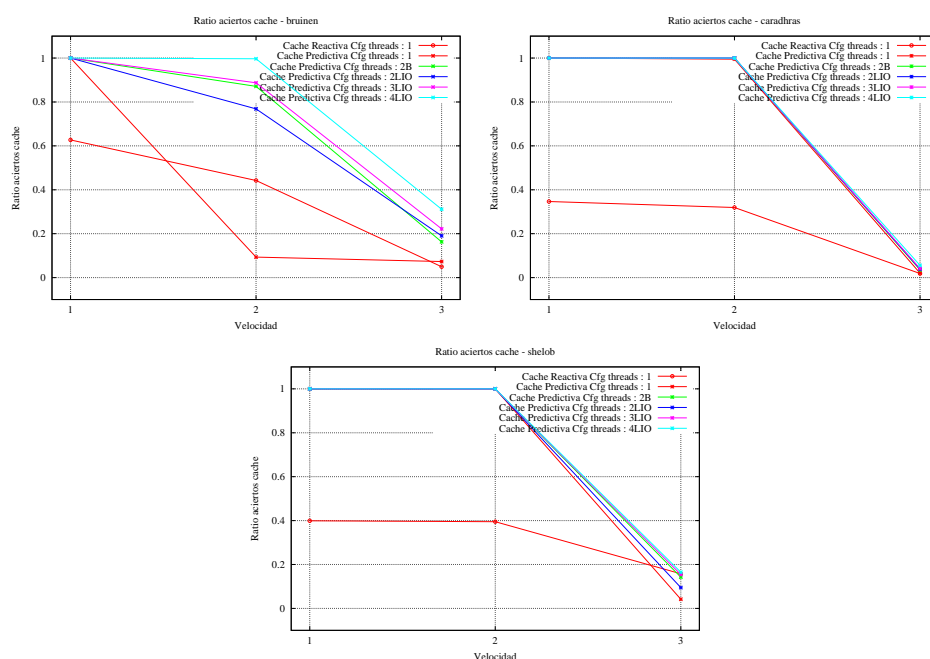 Ratio aciertos cache - bruinen
Cache Reactiva Cfg threads : 1
Cache Predictiva Cfg threads : 1
Cache Predictiva Cfg threads : 2B
Cache Predictiva Cfg threads : 2LIO
Cache Predictiva Cfg threads : 3LIO
Cache Predictiva Cfg threads : 4LIO
Ratio aciertos cache
1
0.8
0.6
0.4
0.2
0
1
2
3
Velocidad
Ratio aciertos cache - caradhras
Cache Reactiva Cfg threads : 1
Cache Predictiva Cfg threads : 1
Cache Predictiva Cfg threads : 2B
Cache Predictiva Cfg threads : 2LIO
Cache Predictiva Cfg threads : 3LIO
Cache Predictiva Cfg threads : 4LIO
Ratio aciertos cache
1
0.8
0.6
0.4
0.2
0
1
2
3
Velocidad
Ratio aciertos cache - shelob
Cache Reactiva Cfg threads : 1
Cache Predictiva Cfg threads : 1
Cache Predictiva Cfg threads : 2B
Cache Predictiva Cfg threads : 2LIO
Cache Predictiva Cfg threads : 3LIO
Cache Predictiva Cfg threads : 4LIO
Ratio aciertos cache
1
0.8
0.6
0.4
0.2
0
1
2
3
Velocidad